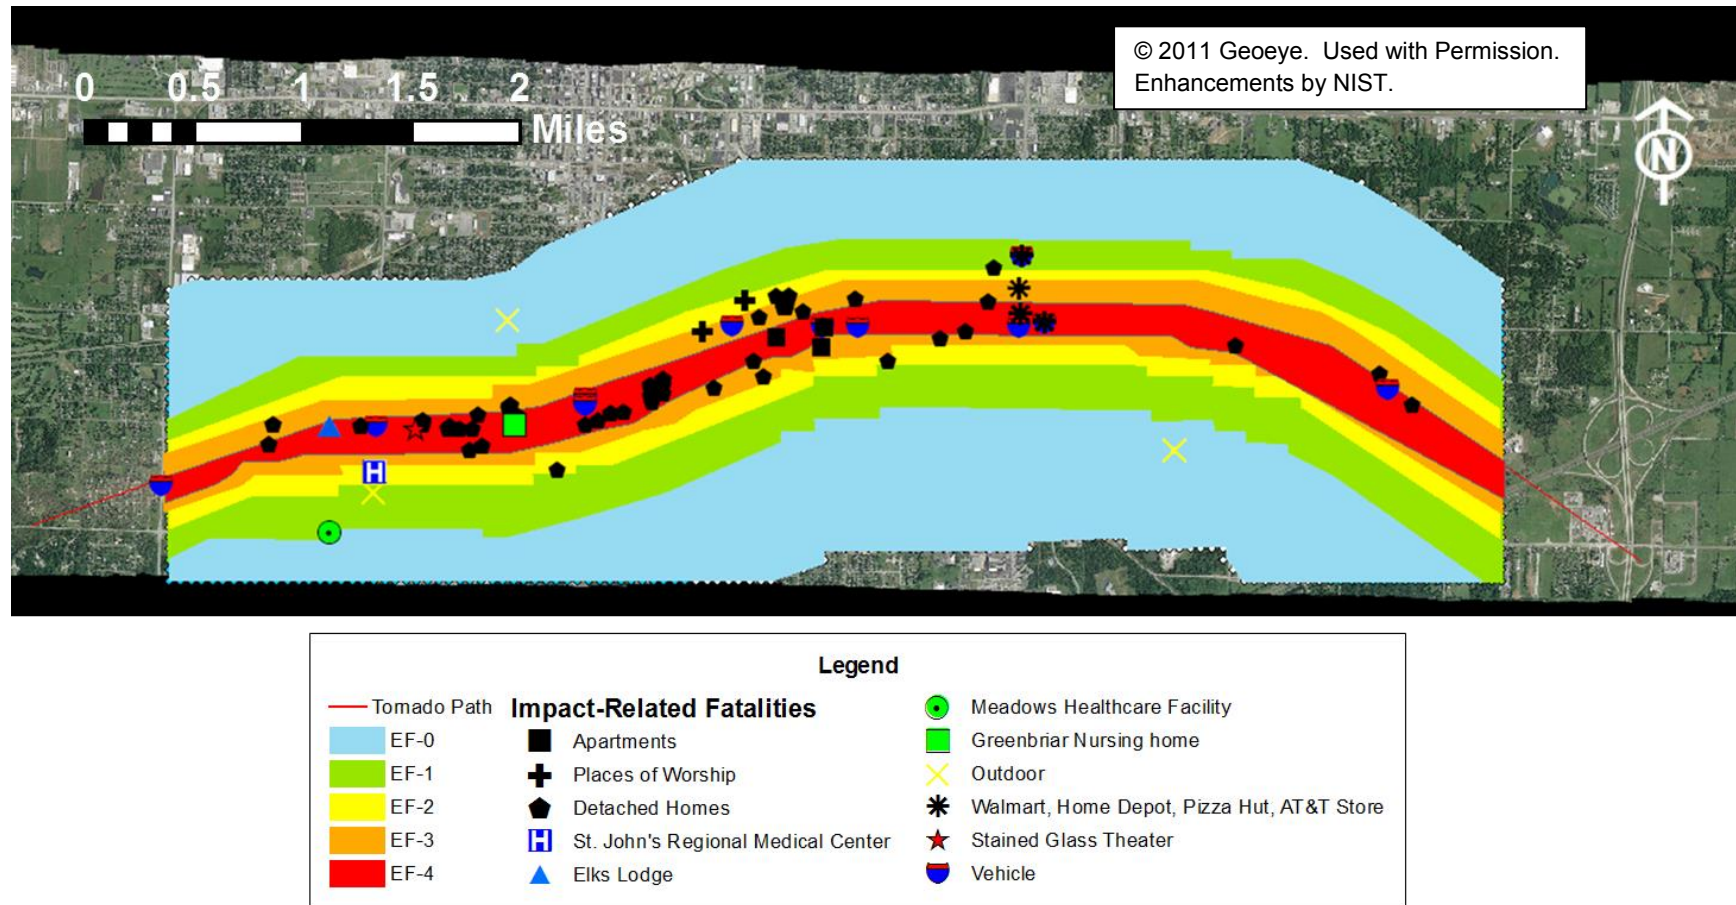 © 2011 Geoeye. Used with Permission.
Enhancements by NIST.
0 0.5 1 1.5 2
Miles
N
H
Legend
Tornado Path
EF-0
EF-1
EF-2
EF-3
EF-4
Impact-Related Fatalities
Apartments
Places of Worship
Detached Homes
H St. John's Regional Medical Center
Elks Lodge
Meadows Healthcare Facility
Greenbriar Nursing home
Outdoor
Walmart, Home Depot, Pizza Hut, AT&T Store
Stained Glass Theater
Vehicle